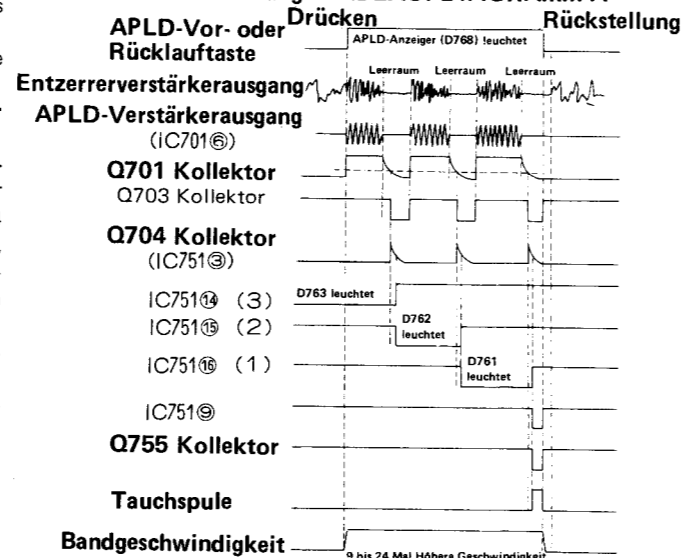 Drücken
Rückstellung
APLD-Vor- oder
Rücklauftaste
APLD-Anzeiger (D768) leuchtet
Leerraum Leerraum Leerraum
Entzerrerverstärkerausgang
APLD-Verstärkerausgang
(iC701⑥)
Q701 Kollektor
Q703 Kollektor
Q704 Kollektor
(IC751③)
IC751⑭ (3)
D763 leuchtet
IC751⑮ (2)
D762
leuchtet
IC751⑯ (1)
D761
leuchtet
IC751⑨
Q755 Kollektor
Tauchspule
Bandgeschwindigkeit
9 bis 24 Mal Höhere Geschwindigkeit